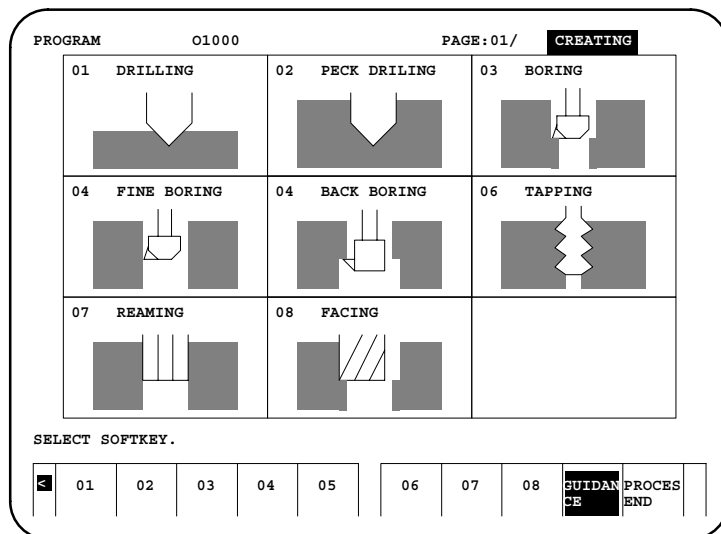 PROGRAM O1000 PAGE:01/ CREATING
01 DRILLING 02 PECK DRILING 03 BORING
04 FINE BORING 04 BACK BORING 06 TAPPING
07 REAMING 08 FACING
SELECT SOFTKEY.
< 01 02 03 04 05 06 07 08 GUIDAN PROCES
CE END